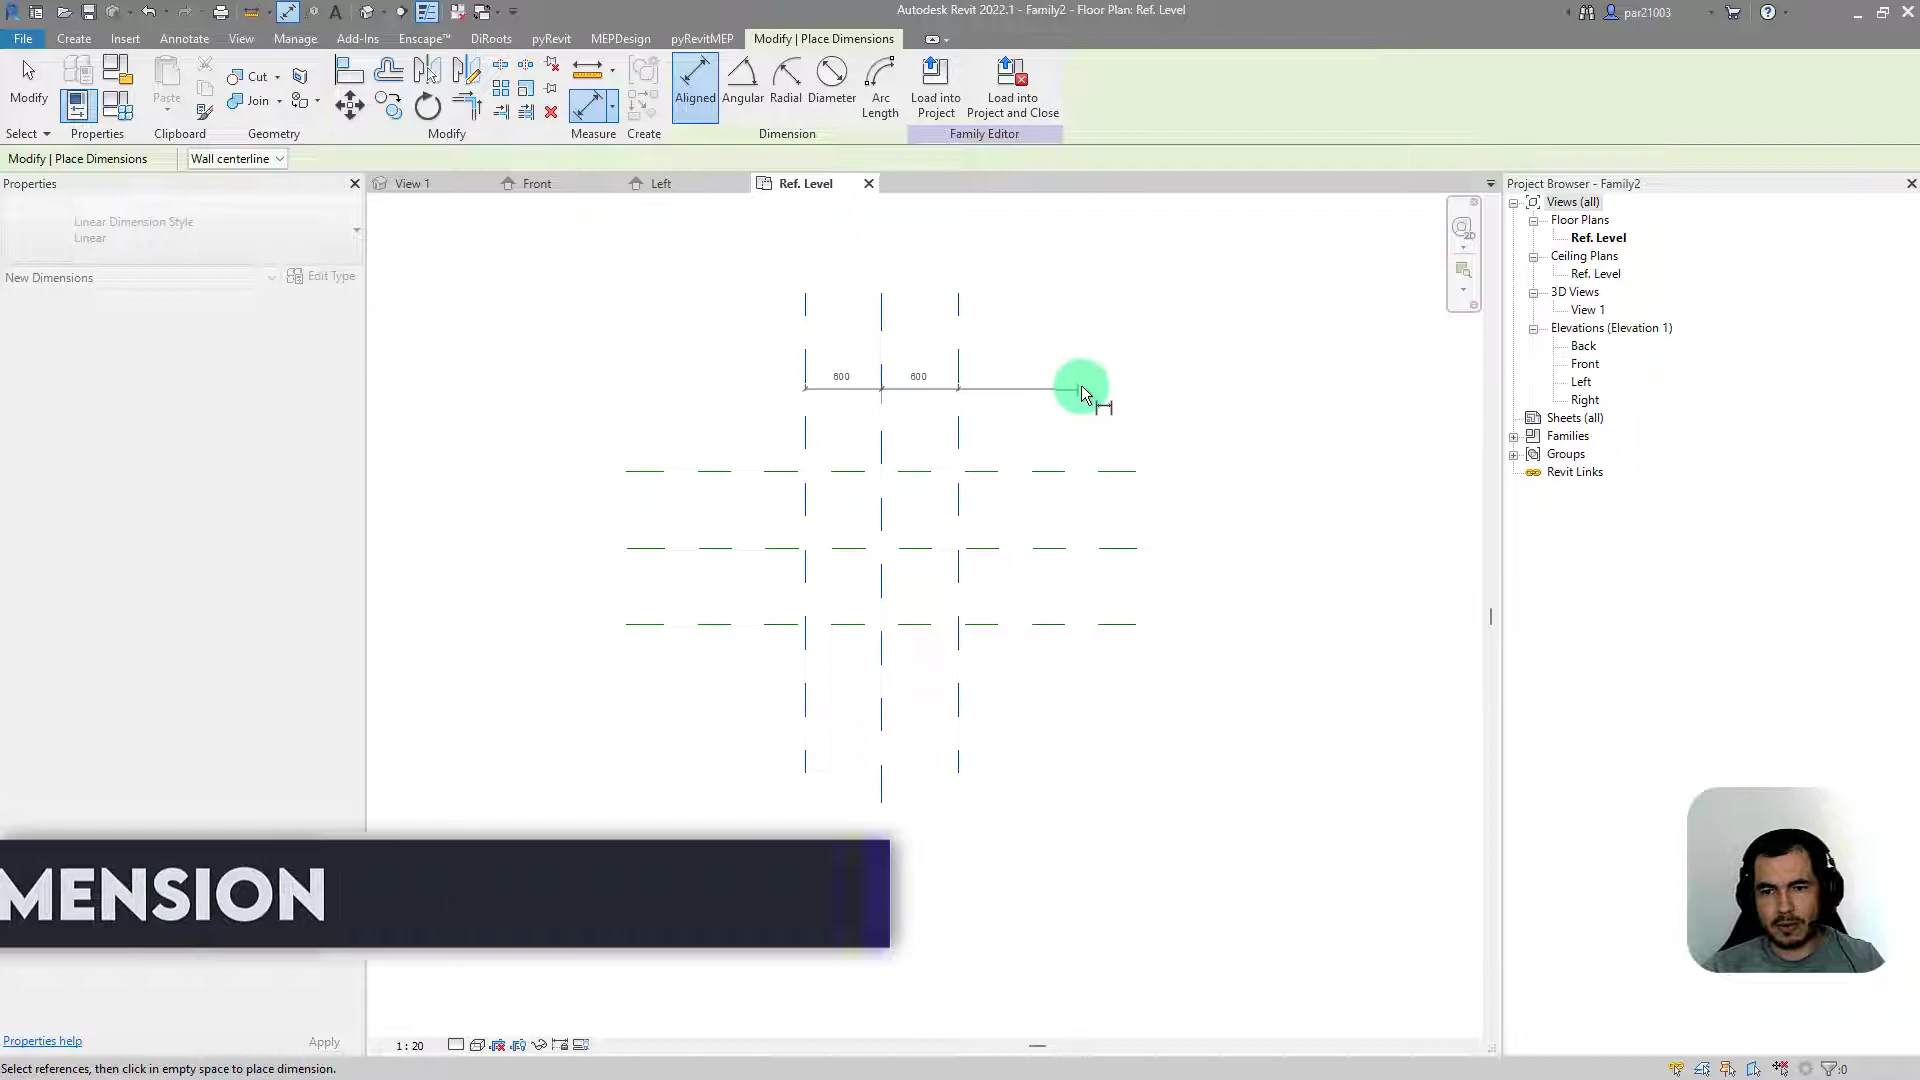 Autodesk Revit 2022.1 - Family2 - Floor Plan: Ref. Level
par21003
File
Create
Insert
Annotate
View
Manage
Add-Ins
Enscape™
DiRoots
pyRevit
MEPDesign
pyRevitMEP
Modify | Place Dimensions
Modify
Paste
Cut
Join
Aligned
Angular
Radial
Diameter
Arc
Length
Load into
Project
Load into
Project and Close
Select
Properties
Clipboard
Geometry
Modify
Measure
Create
Dimension
Family Editor
Modify | Place Dimensions
Wall centerline
Properties
View 1
Front
Left
Ref. Level
Project Browser - Family2
Linear Dimension Style
Linear
New Dimensions
Edit Type
2D
Views (all)
Floor Plans
Ref. Level
Ceiling Plans
Ref. Level
3D Views
View 1
Elevations (Elevation 1)
Back
Front
Left
Right
Sheets (all)
Families
Groups
Revit Links
600
600
MENSION
Properties help
Apply
1 : 20
Select references, then click in empty space to place dimension.
:0